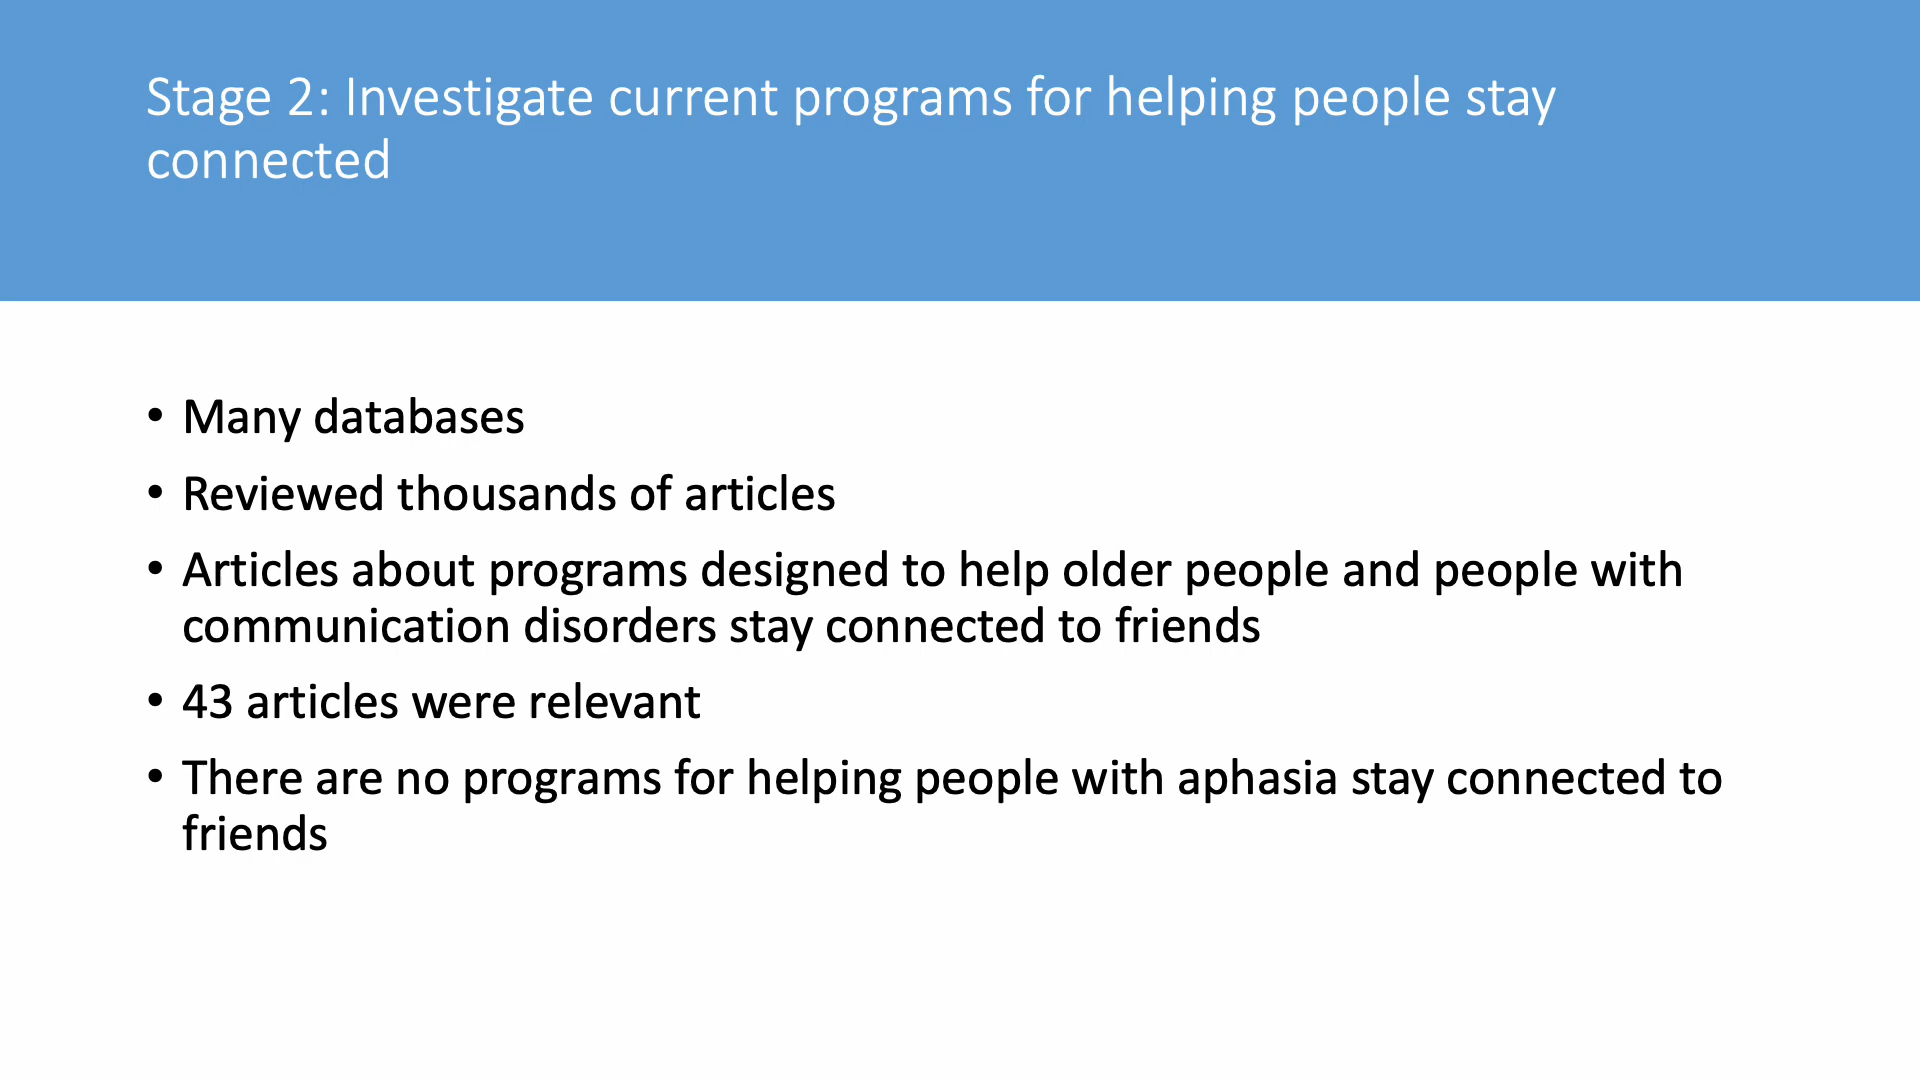 Stage 2: Investigate current programs for helping people stay
connected
• Many databases
• Reviewed thousands of articles
• Articles about programs designed to help older people and people with
communication disorders stay connected to friends
• 43 articles were relevant
• There are no programs for helping people with aphasia stay connected to
friends